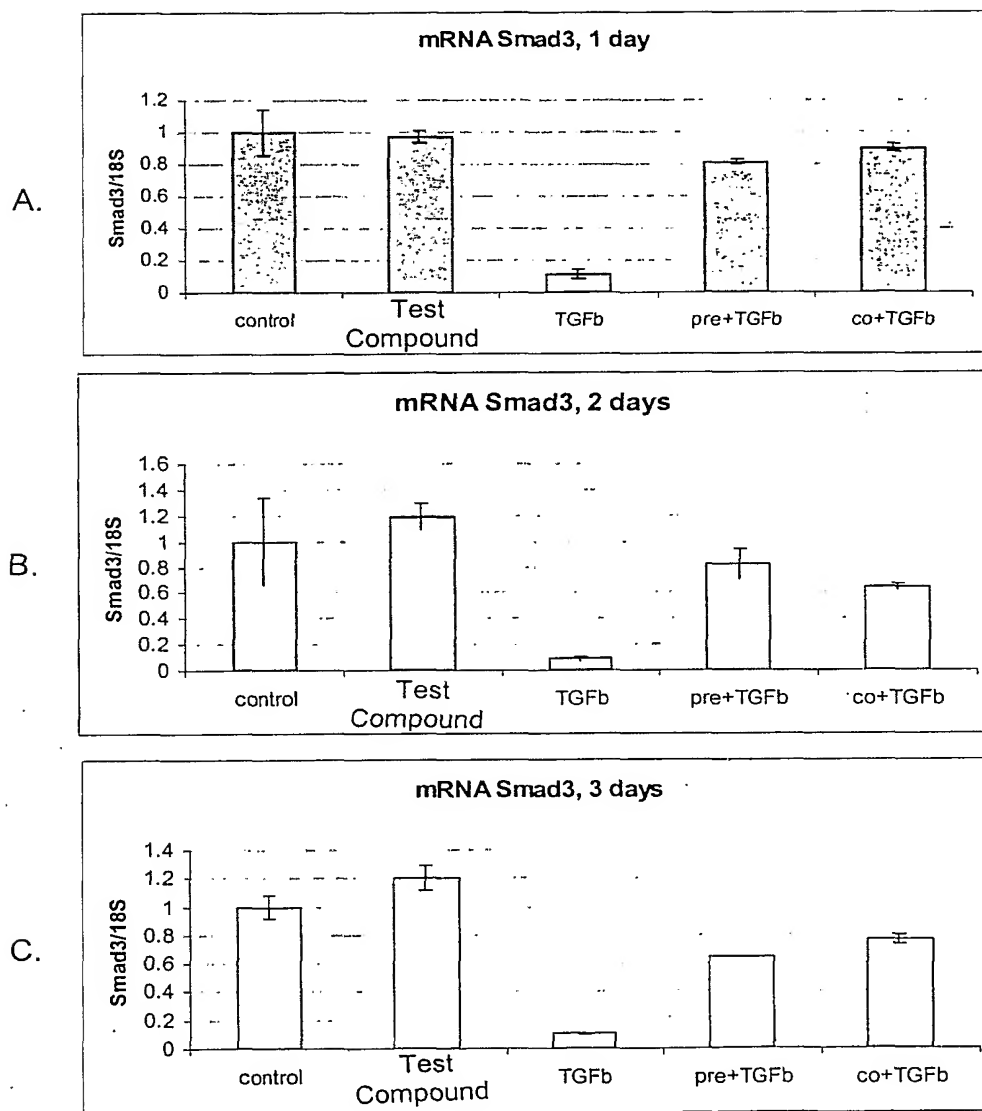 A.
mRNA Smad3, 1 day
Smad3/18S
1.2
1
0.8
0.6
0.4
0.2
0
control Test Compound TGFb pre+TGFb co+TGFb
B.
mRNA Smad3, 2 days
Smad3/18S
1.6
1.4
1.2
1
0.8
0.6
0.4
0.2
0
control Test Compound TGFb pre+TGFb co+TGFb
C.
mRNA Smad3, 3 days
Smad3/18S
1.4
1.2
1
0.8
0.6
0.4
0.2
0
control Test Compound TGFb pre+TGFb co+TGFb